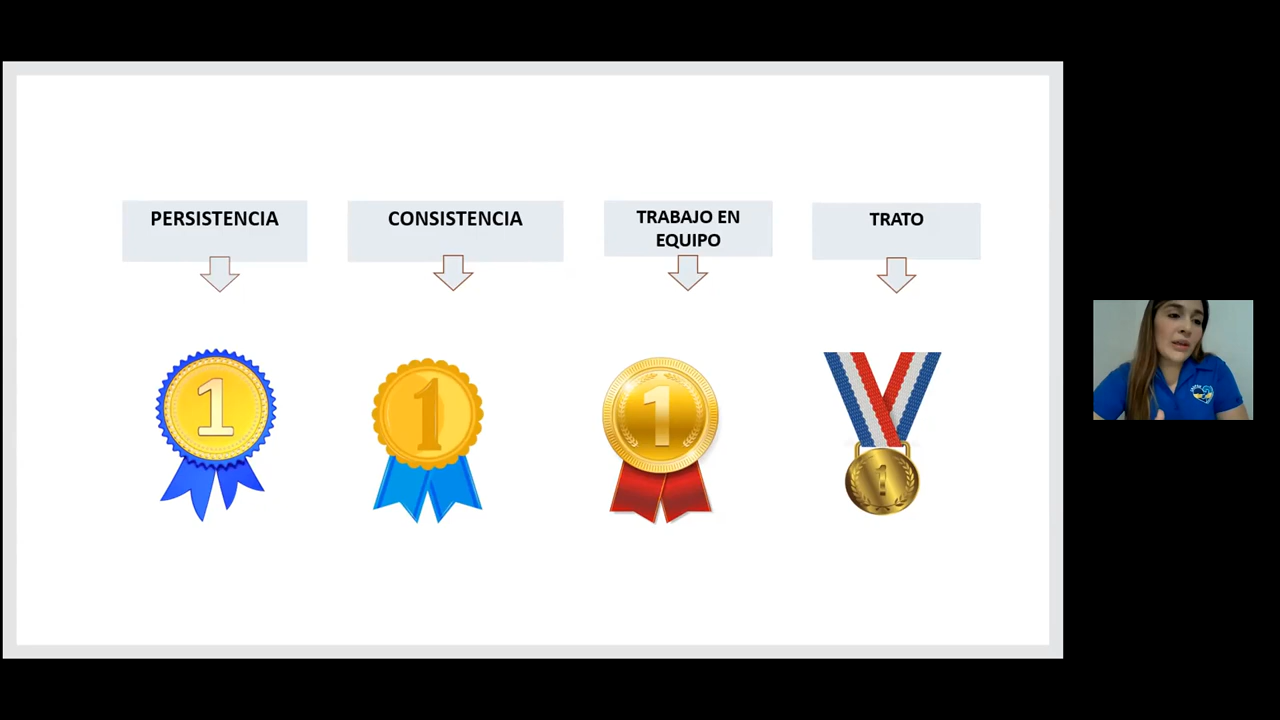 PERSISTENCIA
CONSISTENCIA
TRABAJO EN
EQUIPO
TRATO
1
1
1
1